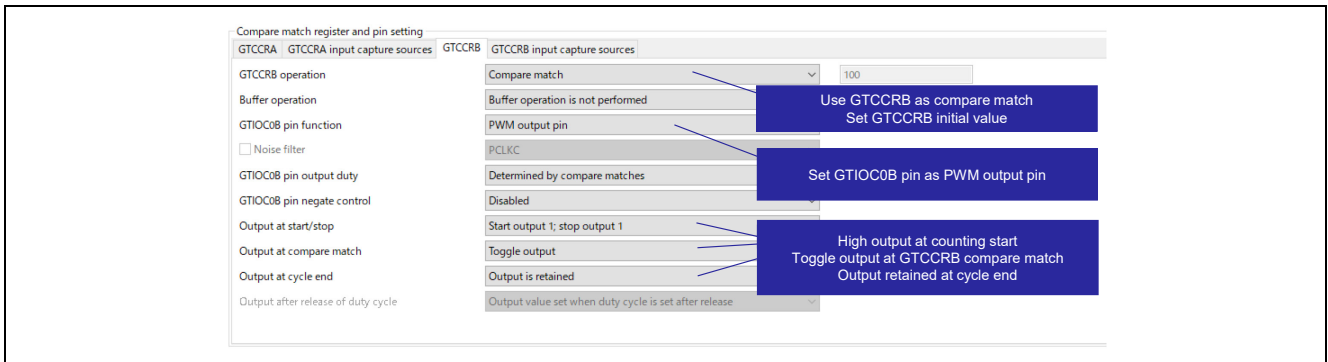 Compare match register and pin setting
GTCCRA GTCCRA input capture sources GTCCRB GTCCRB input capture sources
GTCCRB operation Compare match 100
Buffer operation Buffer operation is not performed
Use GTCCRB as compare match
Set GTCCRB initial value
GTIOC0B pin function PWM output pin
Noise filter PCLKC
GTIOC0B pin output duty Determined by compare matches
Set GTIOC0B pin as PWM output pin
GTIOC0B pin negate control Disabled
Output at start/stop Start output 1; stop output 1
High output at counting start
Output at compare match Toggle output
Toggle output at GTCCRB compare match
Output at cycle end Output is retained
Output retained at cycle end
Output after release of duty cycle Output value set when duty cycle is set after release